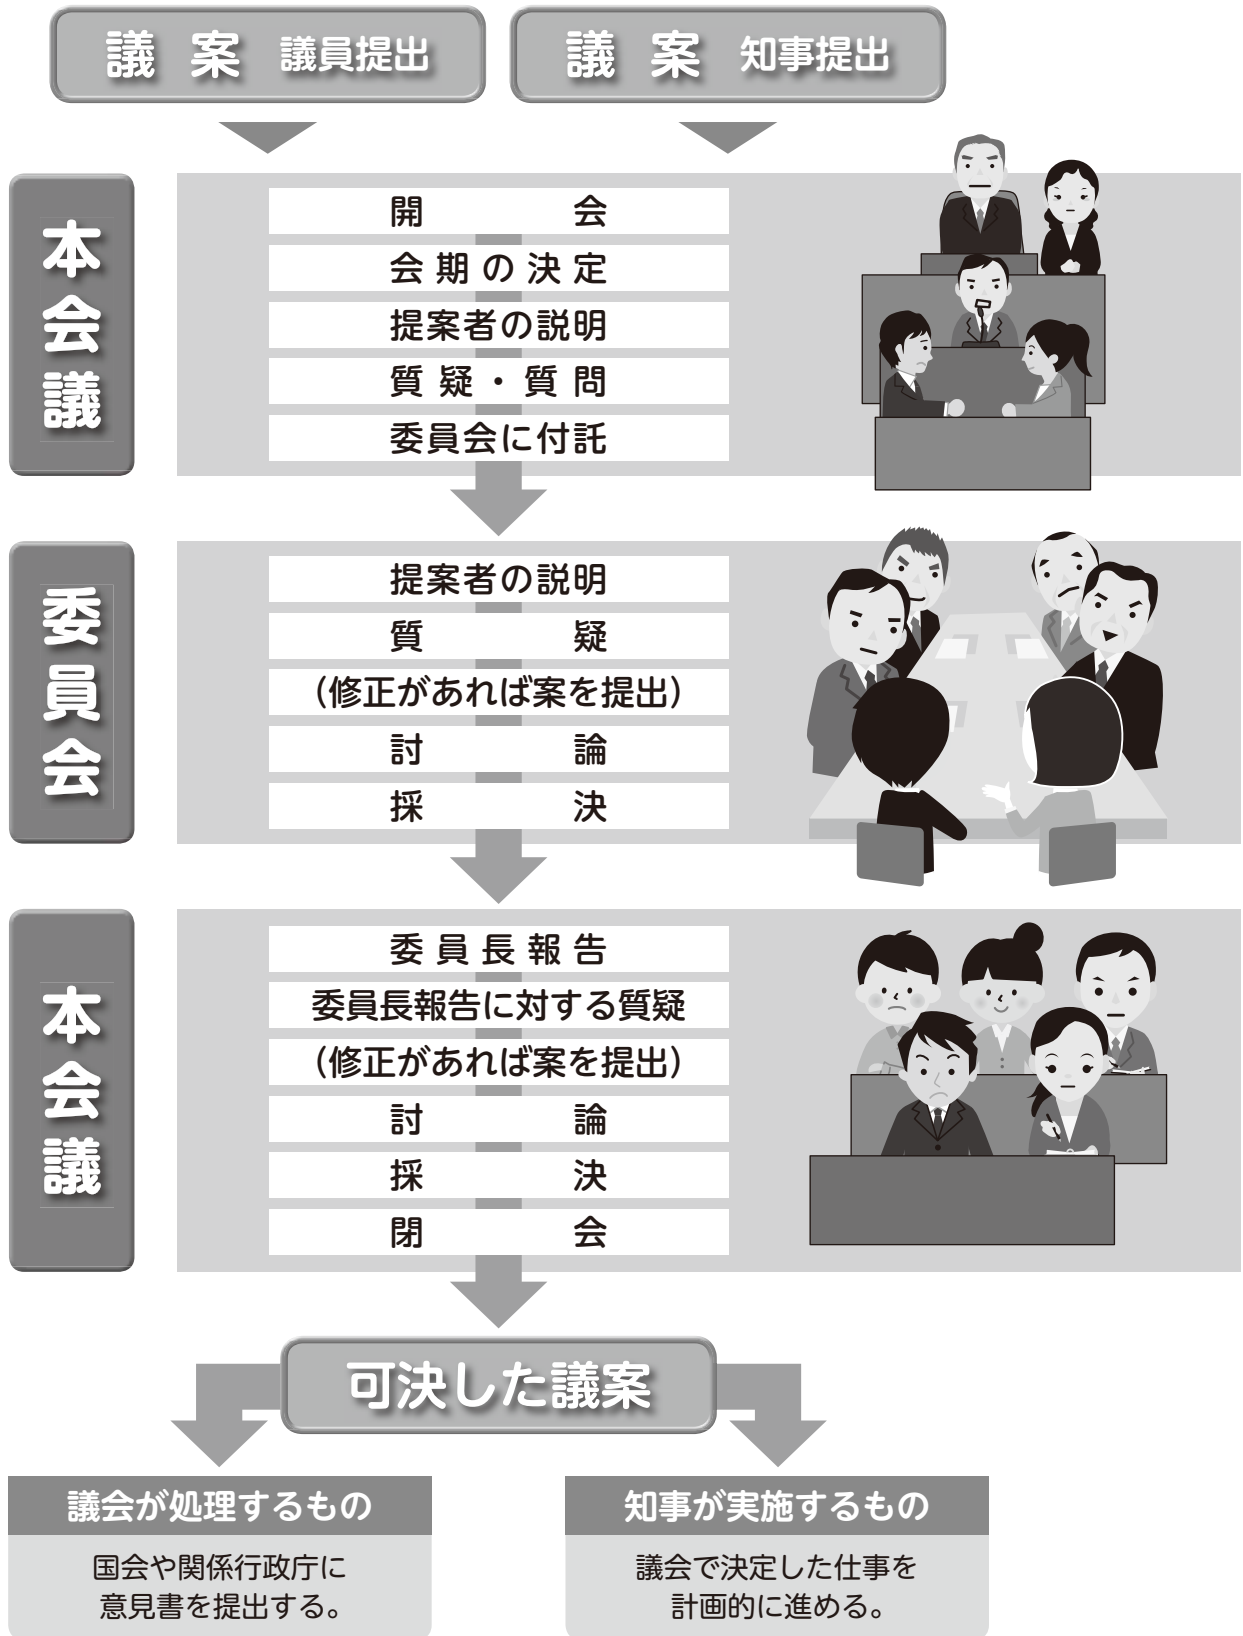 議案 議員提出
議案 知事提出
本会議
開会
会期の決定
提案者の説明
質疑・質問
委員会に付託
委員会
提案者の説明
質疑
（修正があれば案を提出）
討論
採決
本会議
委員長報告
委員長報告に対する質疑
（修正があれば案を提出）
討論
採決
閉会
可決した議案
議会が処理するもの
国会や関係行政庁に
意見書を提出する。
知事が実施するもの
議会で決定した仕事を
計画的に進める。